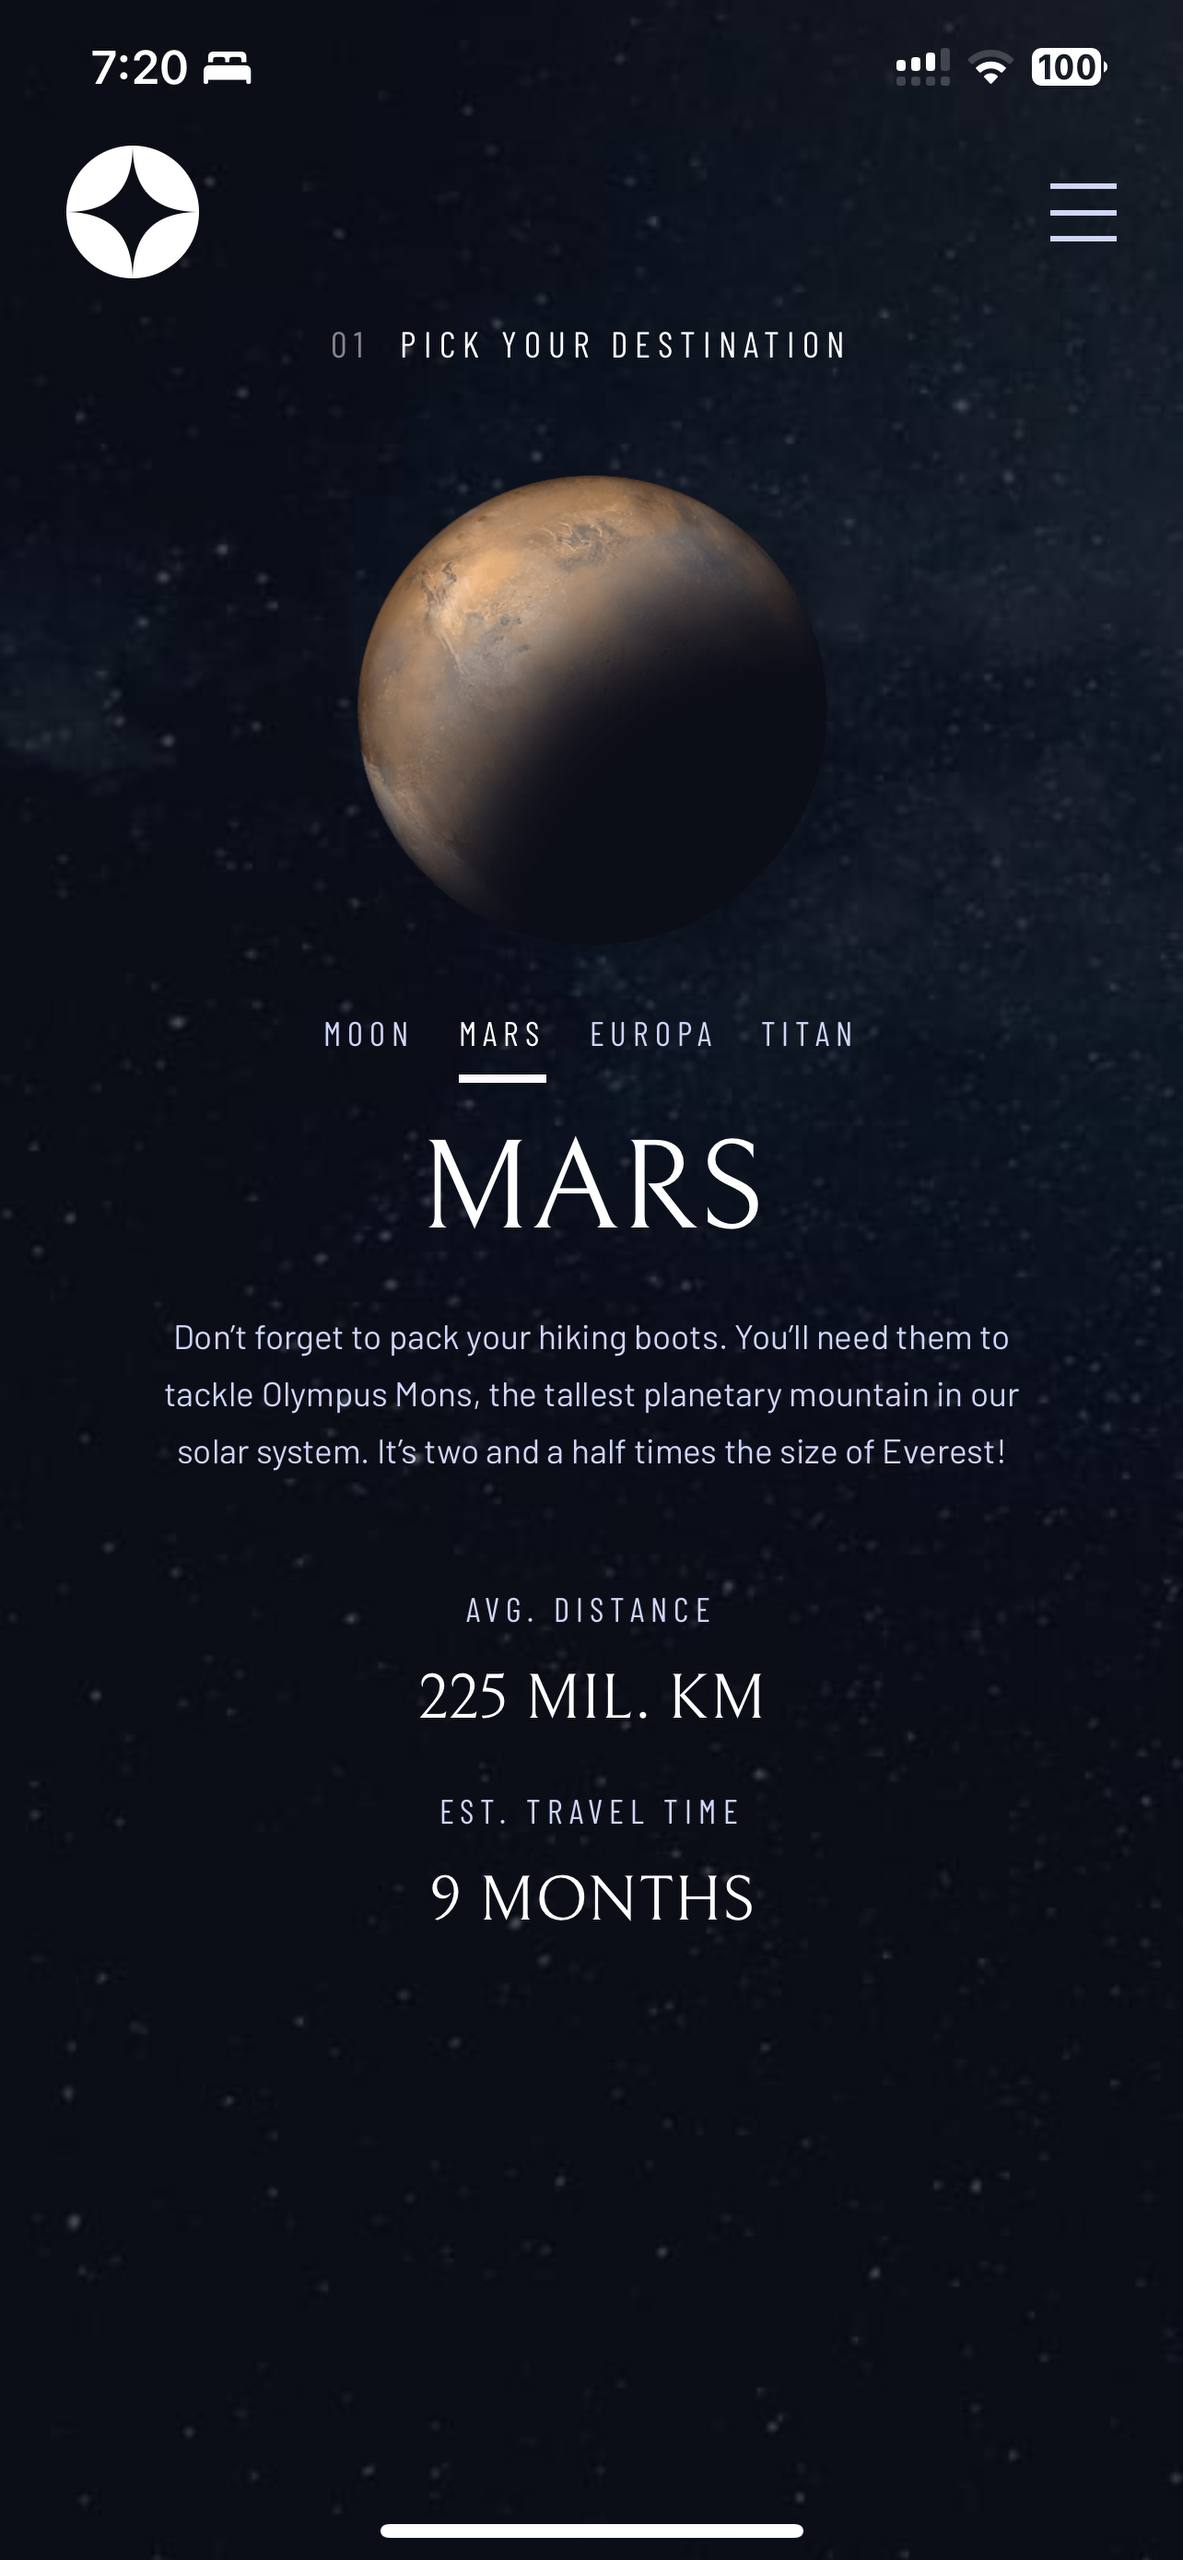 7:20
100
01 PICK YOUR DESTINATION
MOON MARS EUROPA TITAN
MARS
Don’t forget to pack your hiking boots. You’ll need them to
tackle Olympus Mons, the tallest planetary mountain in our
solar system. It’s two and a half times the size of Everest!
AVG. DISTANCE
225 MIL. KM
EST. TRAVEL TIME
9 MONTHS